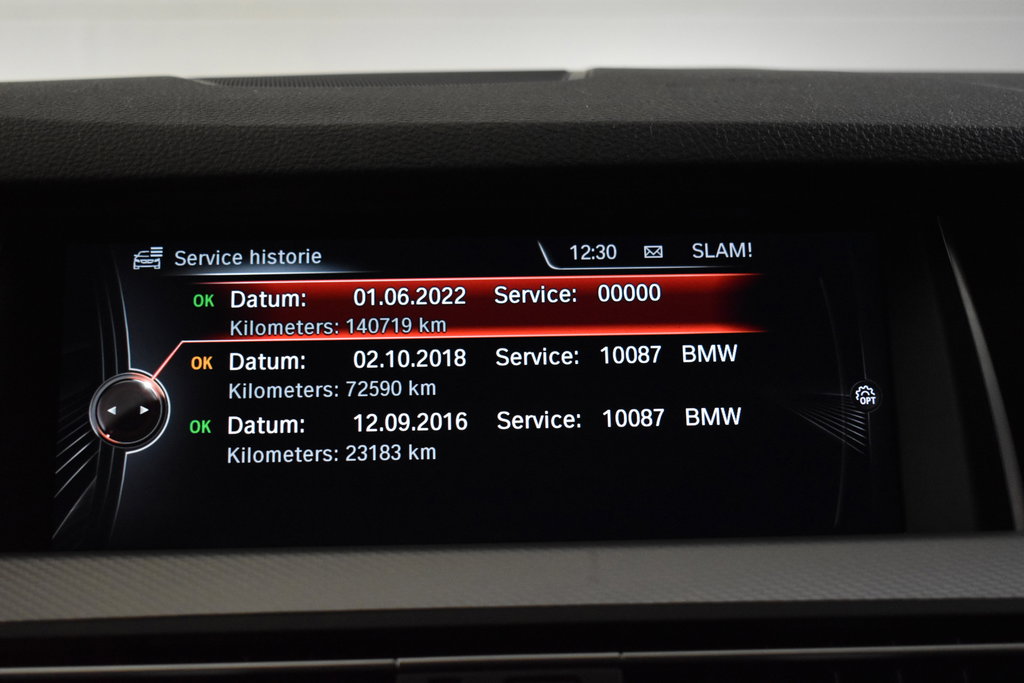 Service historie 12:30 SLAM!
OK Datum: 01.06.2022 Service: 00000
Kilometers: 140719 km
OK Datum: 02.10.2018 Service: 10087 BMW
Kilometers: 72590 km
OK Datum: 12.09.2016 Service: 10087 BMW
Kilometers: 23183 km
OPT